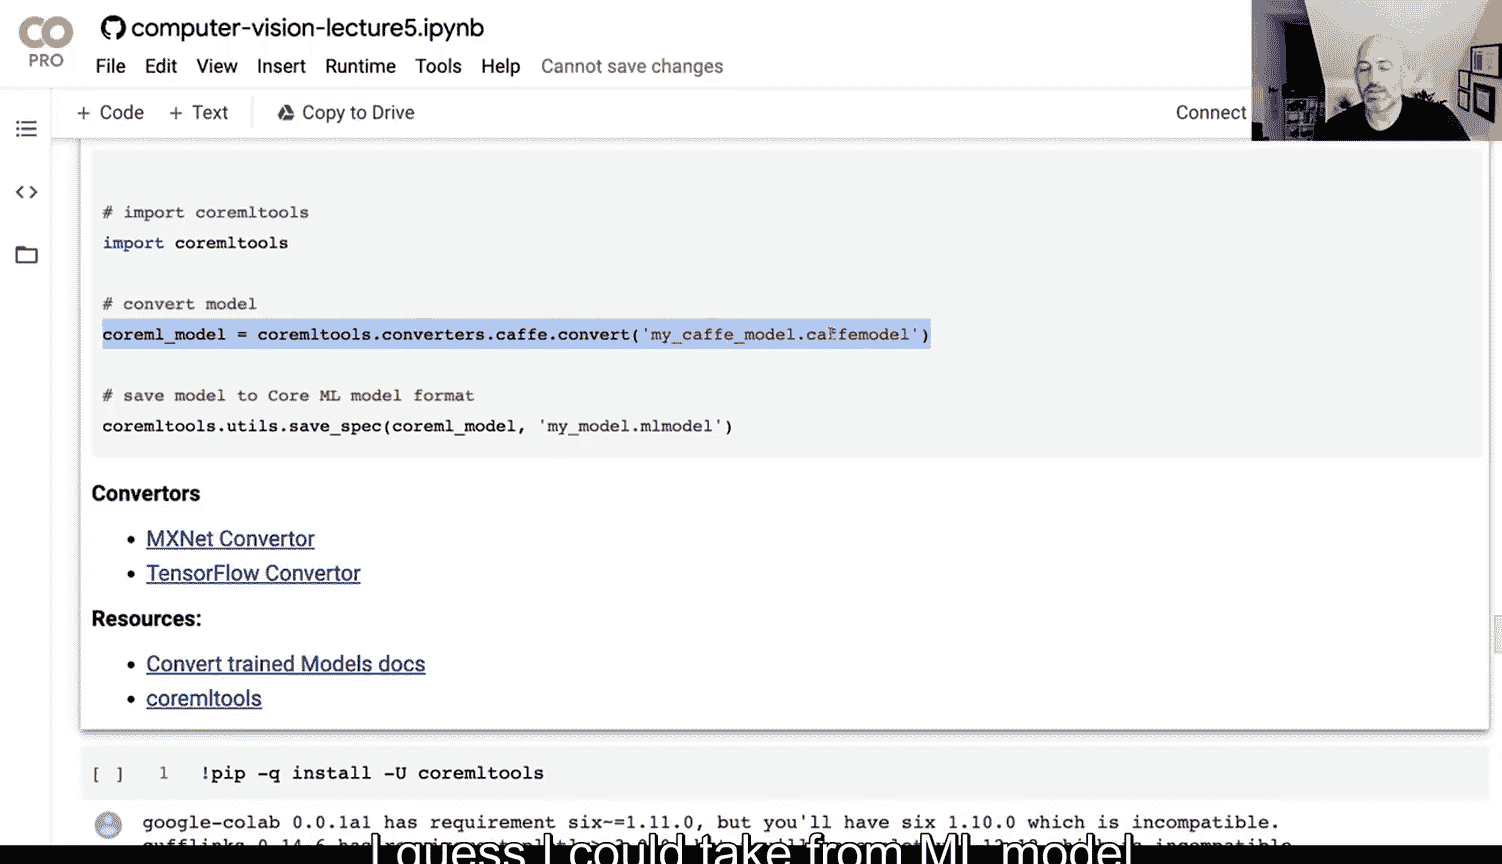 CO
PRO
computer-vision-lecture5.ipynb
File Edit View Insert Runtime Tools Help Cannot save changes
+ Code + Text Copy to Drive Connect
# import coremltools
import coremltools
# convert model
coreml_model = coremltools.converters.caffe.convert('my_caffe_model.caffemodel')
# save model to Core ML model format
coremltools.utils.save_spec(coreml_model, 'my_model.mlmodel')
Convertors
• MXNet Convertor
• TensorFlow Convertor
Resources:
• Convert trained Models docs
• coremltools
[ ] 1 !pip -q install -U coremltools
google-colab 0.0.1a1 has requirement six~=1.11.0, but you'll have six 1.10.0 which is incompatible.
I guess I could take from ML model